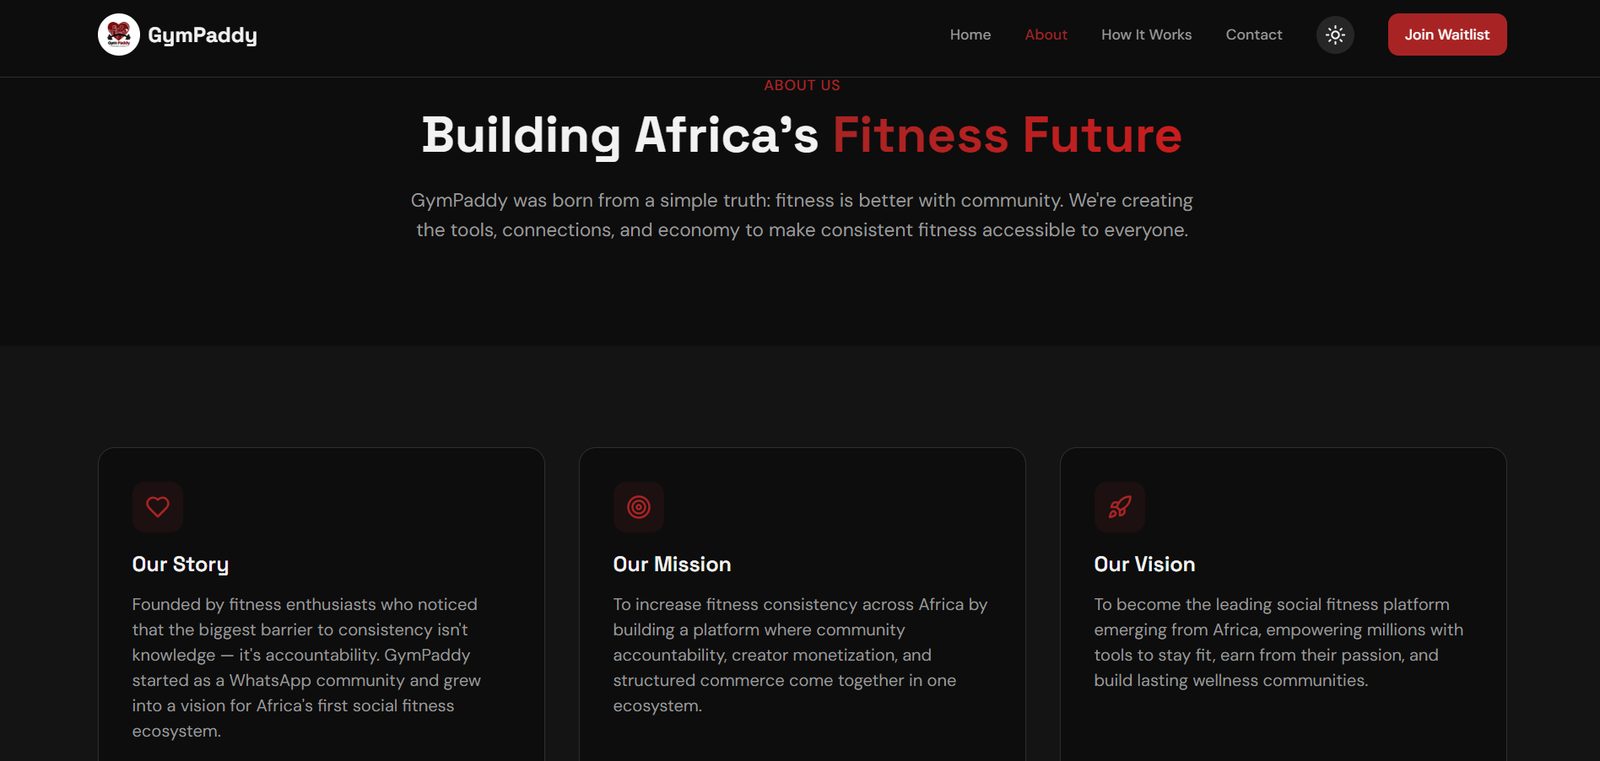 GymPaddy
Home
About
How It Works
Contact
Join Waitlist
ABOUT US
Building Africa's Fitness Future
GymPaddy was born from a simple truth: fitness is better with community. We're creating
the tools, connections, and economy to make consistent fitness accessible to everyone.
Our Story
Founded by fitness enthusiasts who noticed
that the biggest barrier to consistency isn't
knowledge — it's accountability. GymPaddy
started as a WhatsApp community and grew
into a vision for Africa's first social fitness
ecosystem.
Our Mission
To increase fitness consistency across Africa by
building a platform where community
accountability, creator monetization, and
structured commerce come together in one
ecosystem.
Our Vision
To become the leading social fitness platform
emerging from Africa, empowering millions with
tools to stay fit, earn from their passion, and
build lasting wellness communities.